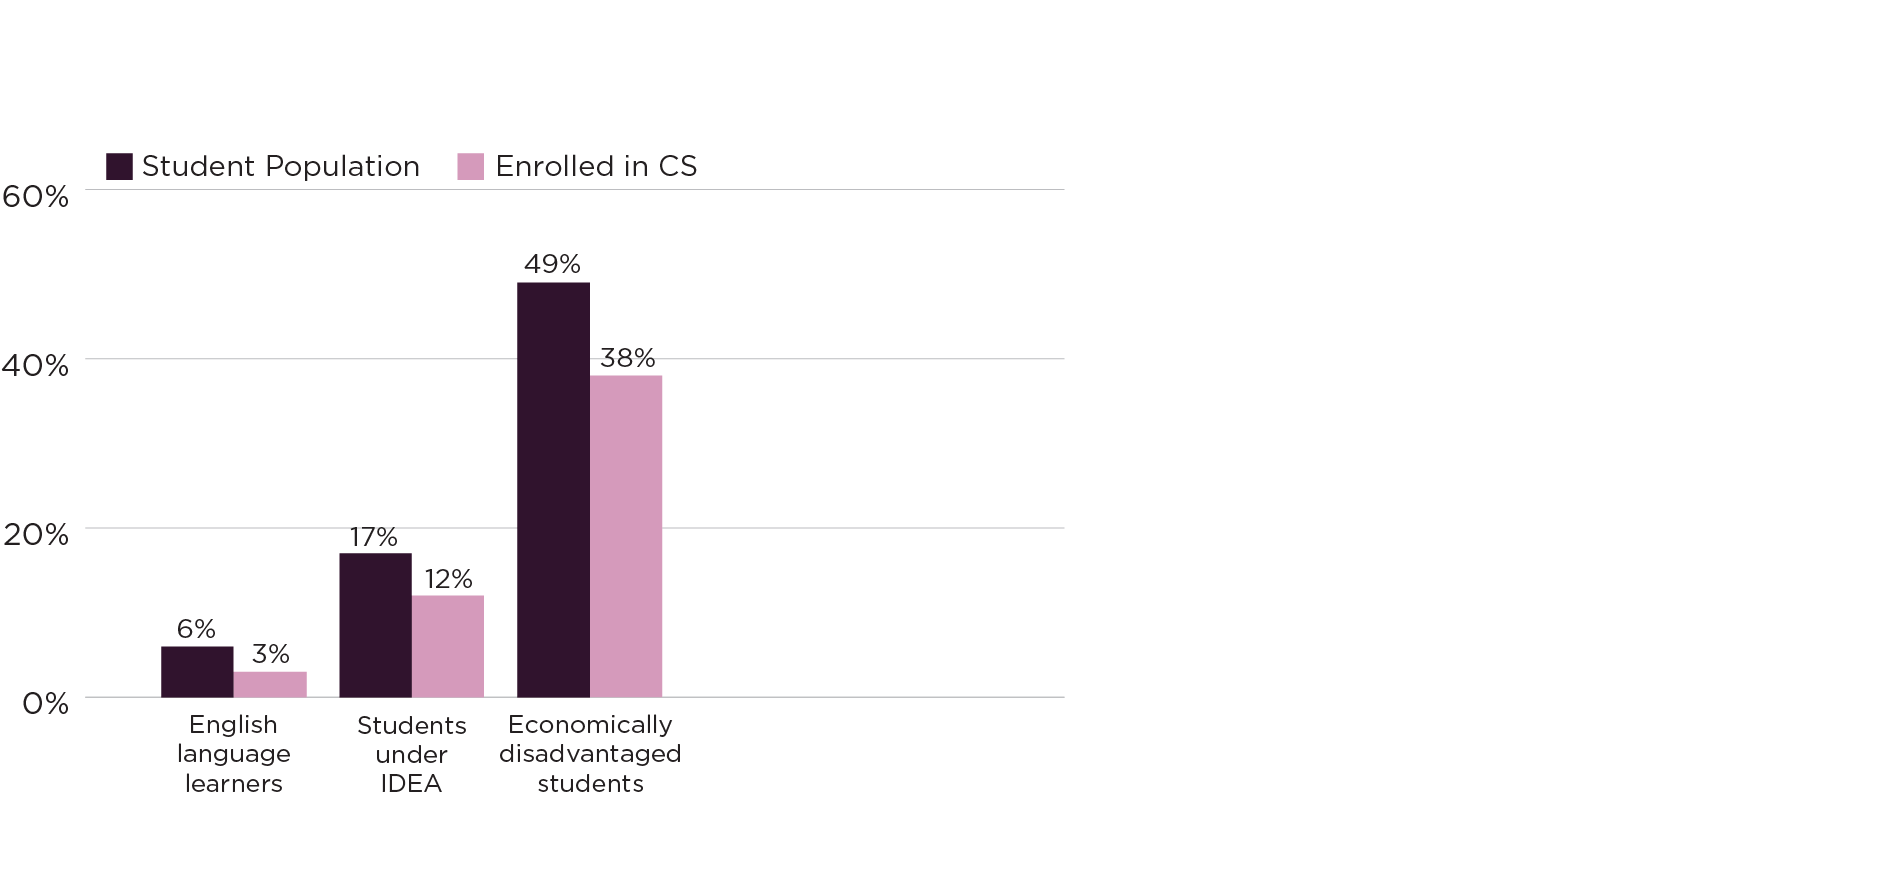 Student Population Enrolled in CS
60%
49%
40%
38%
20%
17%
12%
6%
3%
0%
English
language
learners
Students
under
IDEA
Economically
disadvantaged
students